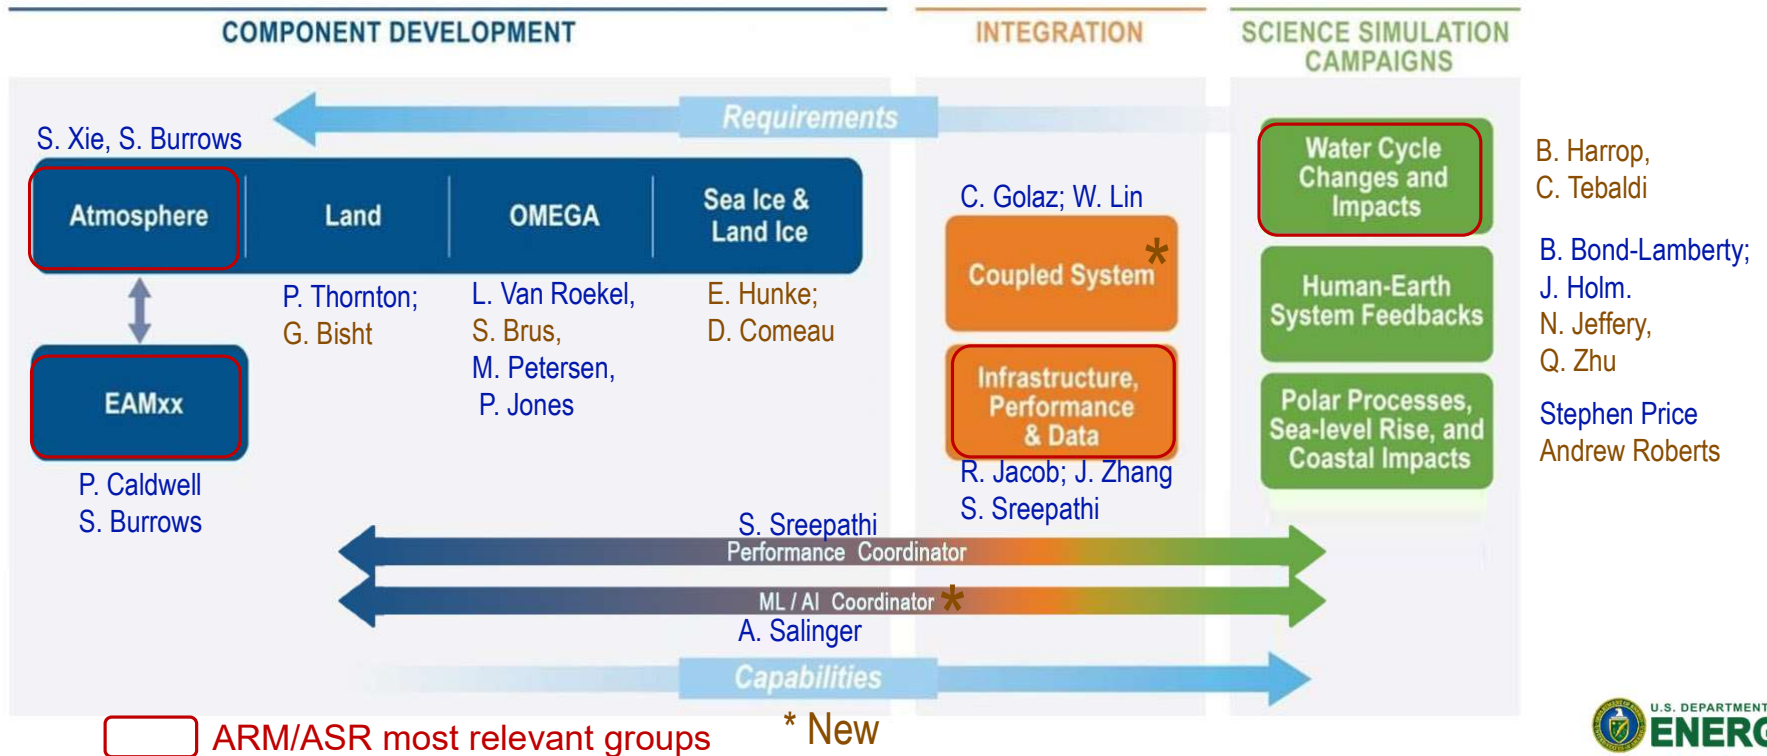 COMPONENT DEVELOPMENT
INTEGRATION
SCIENCE SIMULATION
CAMPAIGNS
Requirements
S. Xie, S. Burrows
Atmosphere
Land
OMEGA
Sea Ice &
Land Ice
P. Thornton;
G. Bisht
L. Van Roekel,
S. Brus,
M. Petersen,
P. Jones
E. Hunke;
D. Comeau
EAMxx
P. Caldwell
S. Burrows
C. Golaz; W. Lin
Coupled System *
Infrastructure,
Performance
& Data
R. Jacob; J. Zhang
S. Sreepathi
Water Cycle
Changes and
Impacts
B. Harrop,
C. Tebaldi
Human-Earth
System Feedbacks
B. Bond-Lamberty;
J. Holm.
N. Jeffery,
Q. Zhu
Polar Processes,
Sea-level Rise, and
Coastal Impacts
Stephen Price
Andrew Roberts
S. Sreepathi
Performance Coordinator
ML / AI Coordinator *
A. Salinger
Capabilities
ARM/ASR most relevant groups
* New
U.S. DEPARTMENT
ENERG